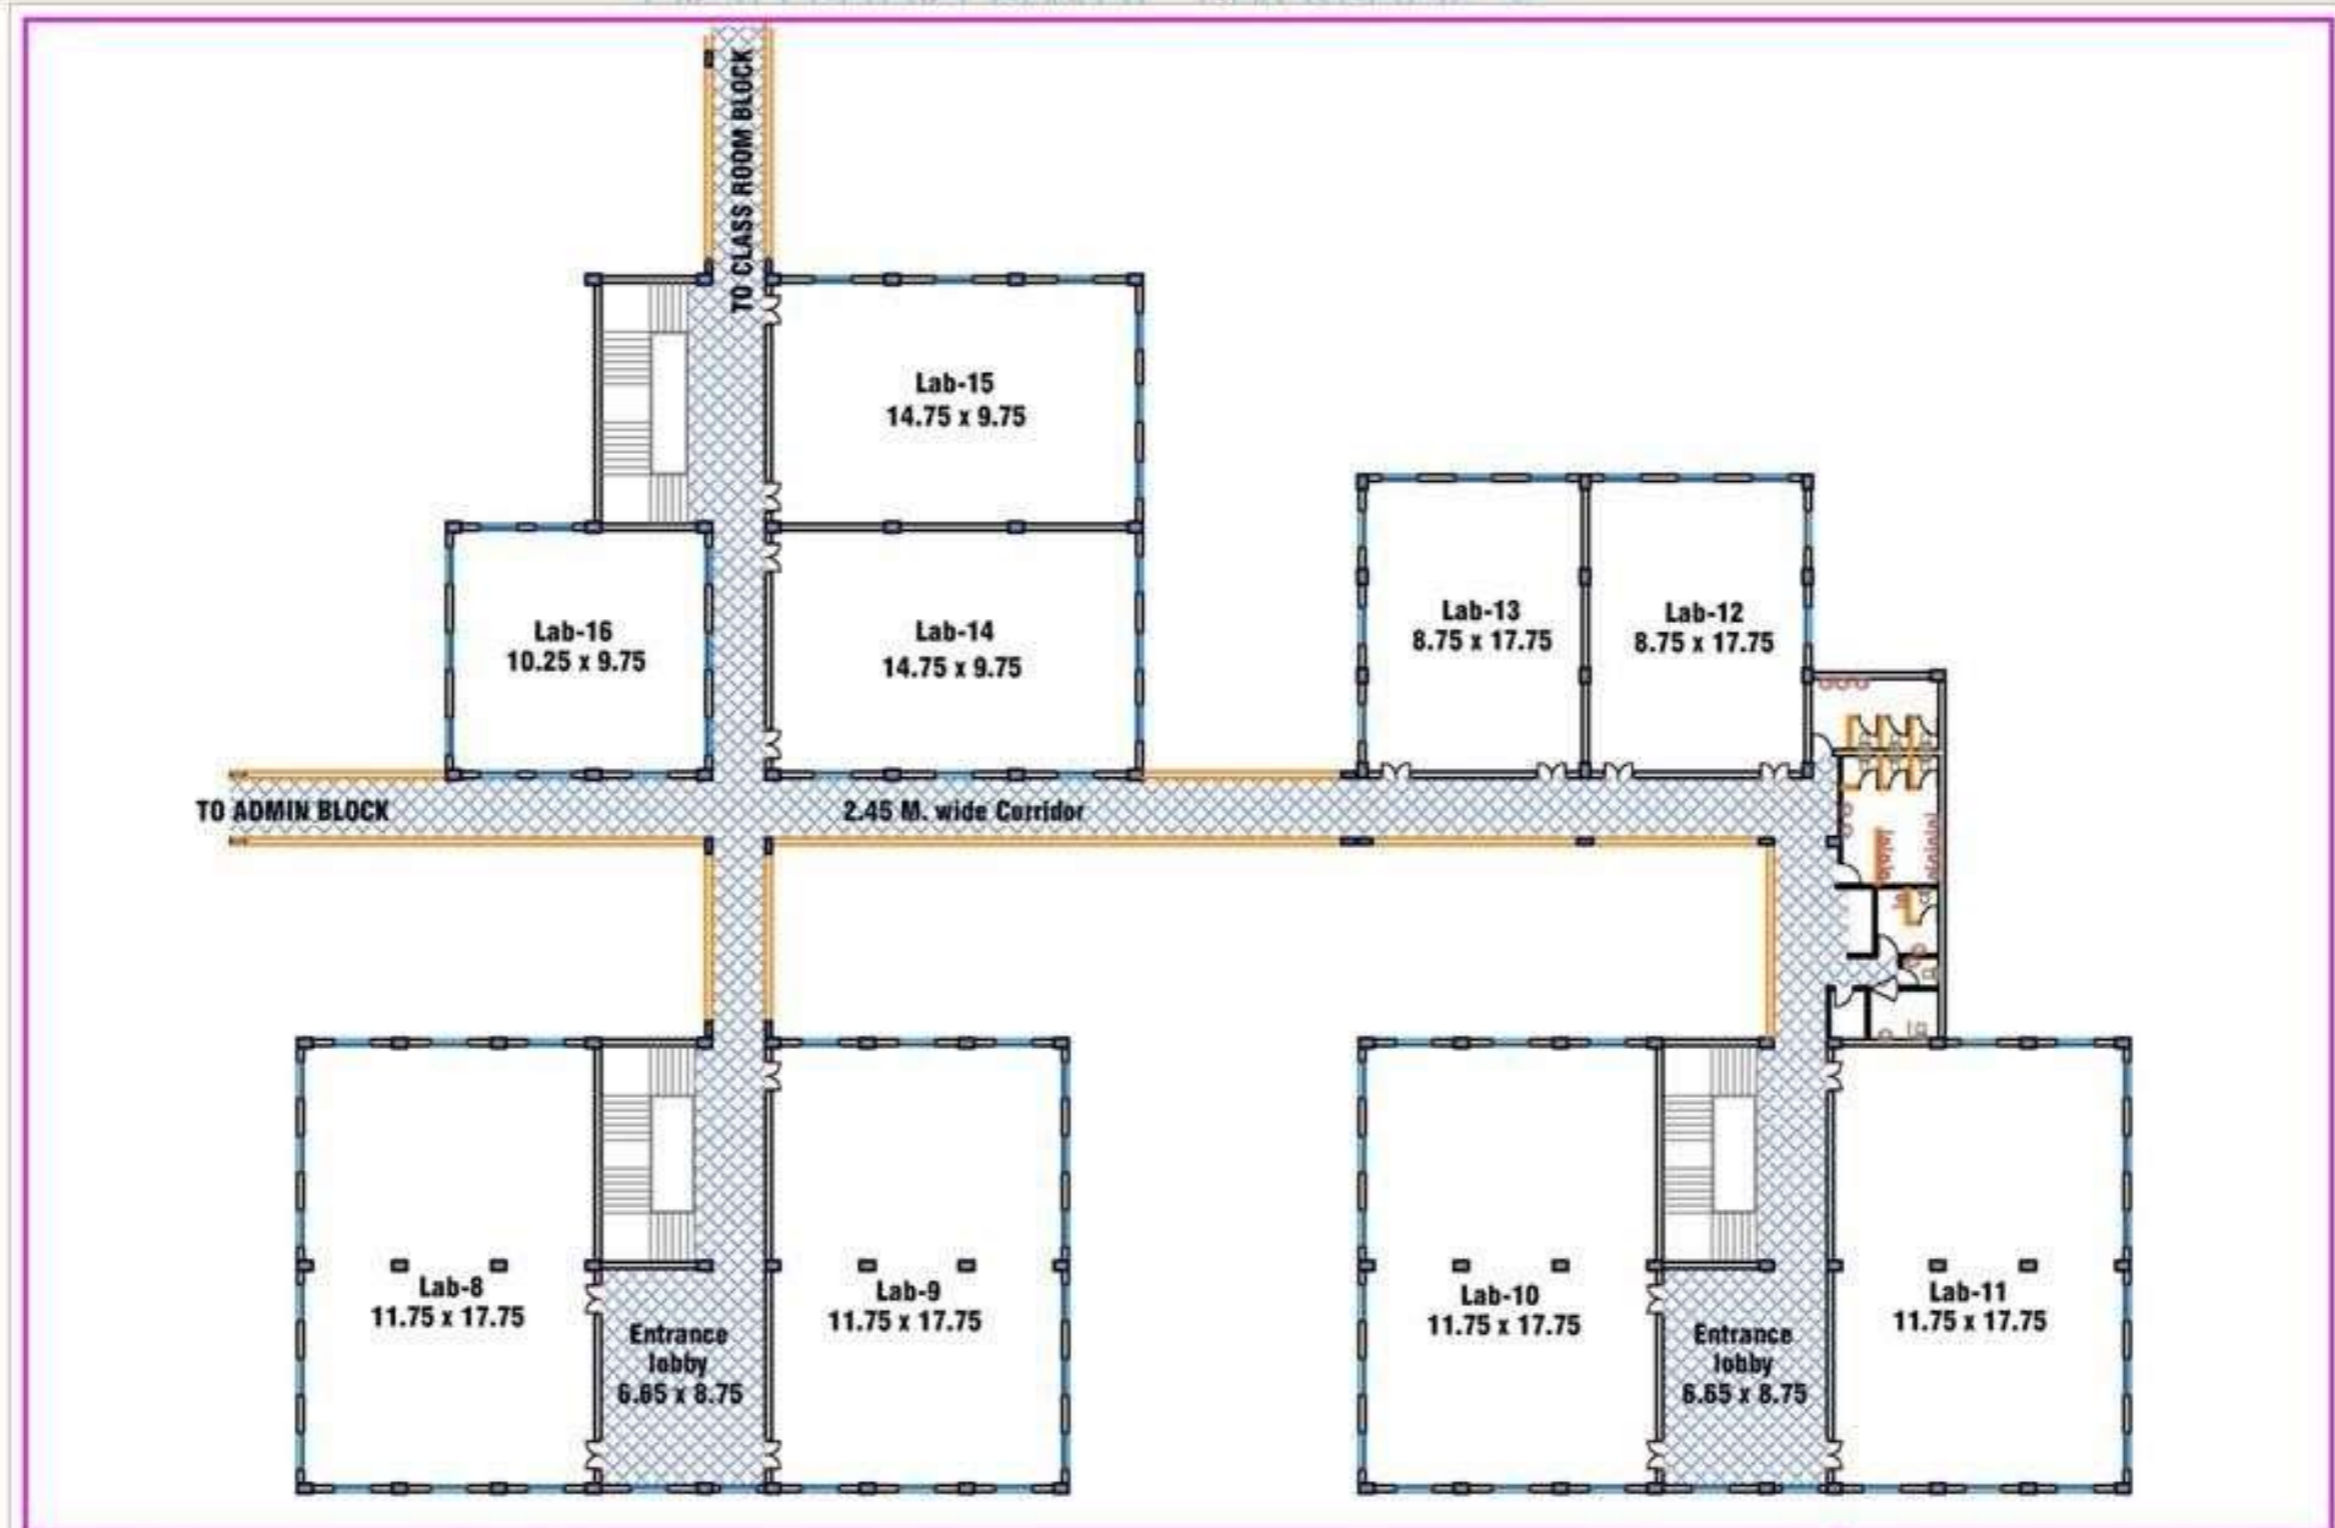 TO CLASS ROOM BLOCK
Lab-15
14.75 x 9.75
Lab-16
10.25 x 9.75
Lab-14
14.75 x 9.75
Lab-13
8.75 x 17.75
Lab-12
8.75 x 17.75
TO ADMIN BLOCK
2.45 M. wide Corridor
Lab-8
11.75 x 17.75
Entrance
lobby
6.65 x 8.75
Lab-9
11.75 x 17.75
Lab-10
11.75 x 17.75
Entrance
lobby
6.65 x 8.75
Lab-11
11.75 x 17.75